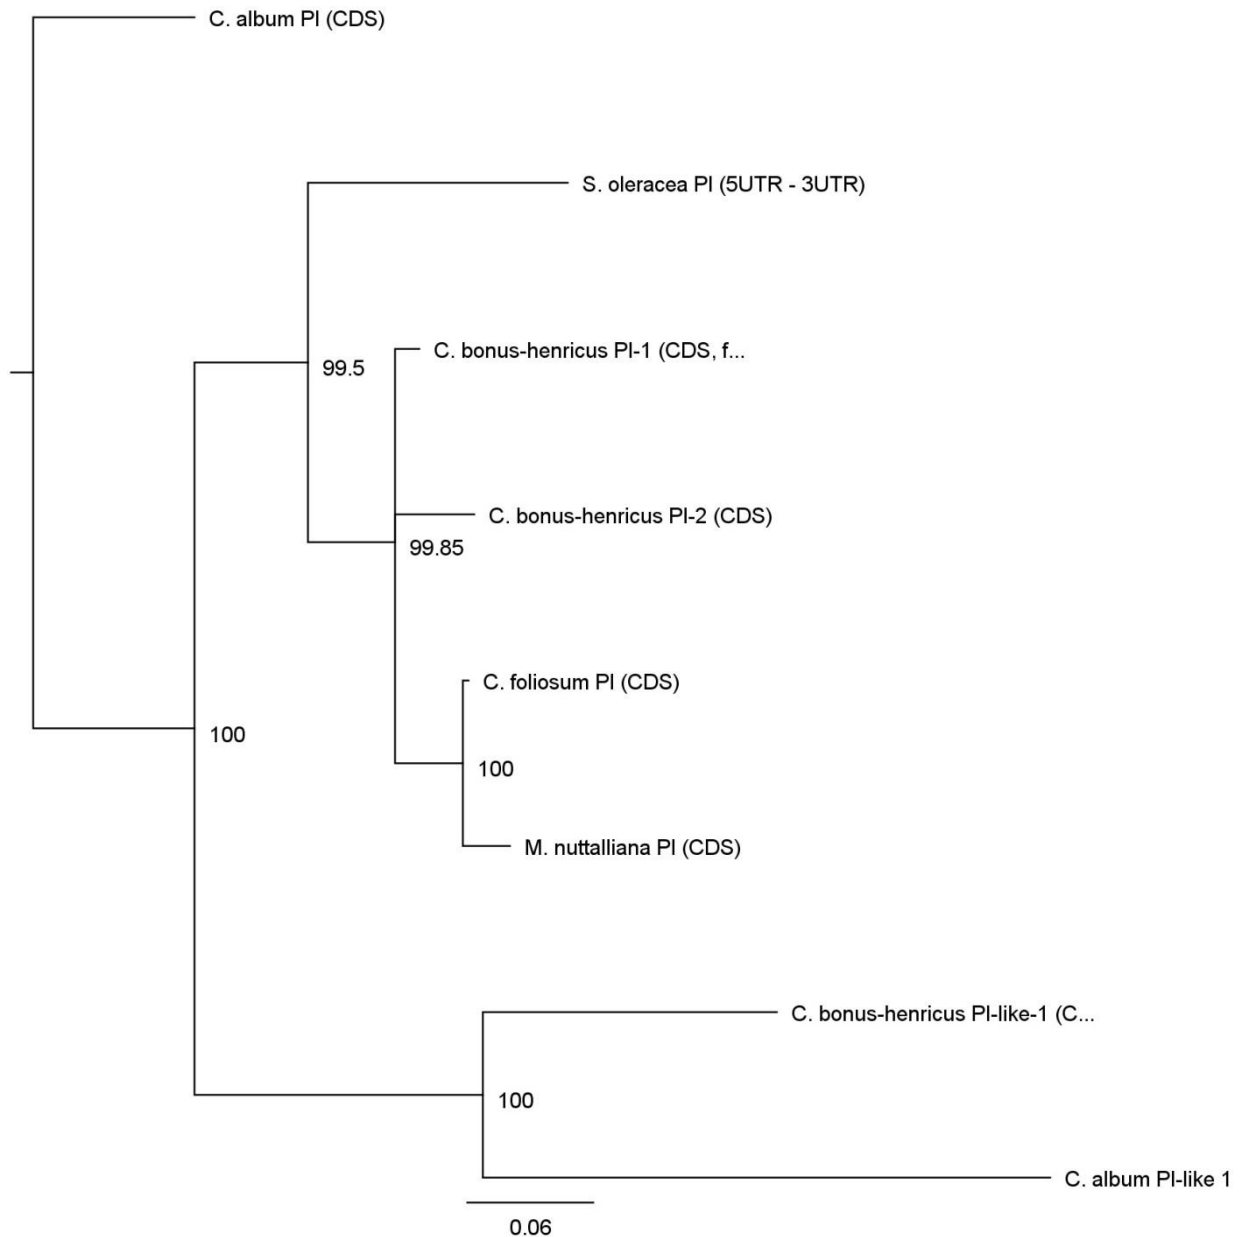 C. album PI (CDS)
S. oleracea PI (5UTR - 3UTR)
C. bonus-henricus PI-1 (CDS, f...
99.5
C. bonus-henricus PI-2 (CDS)
99.85
C. foliosum PI (CDS)
100
100
M. nuttalliana PI (CDS)
C. bonus-henricus PI-like-1 (C...
100
C. album PI-like 1
0.06